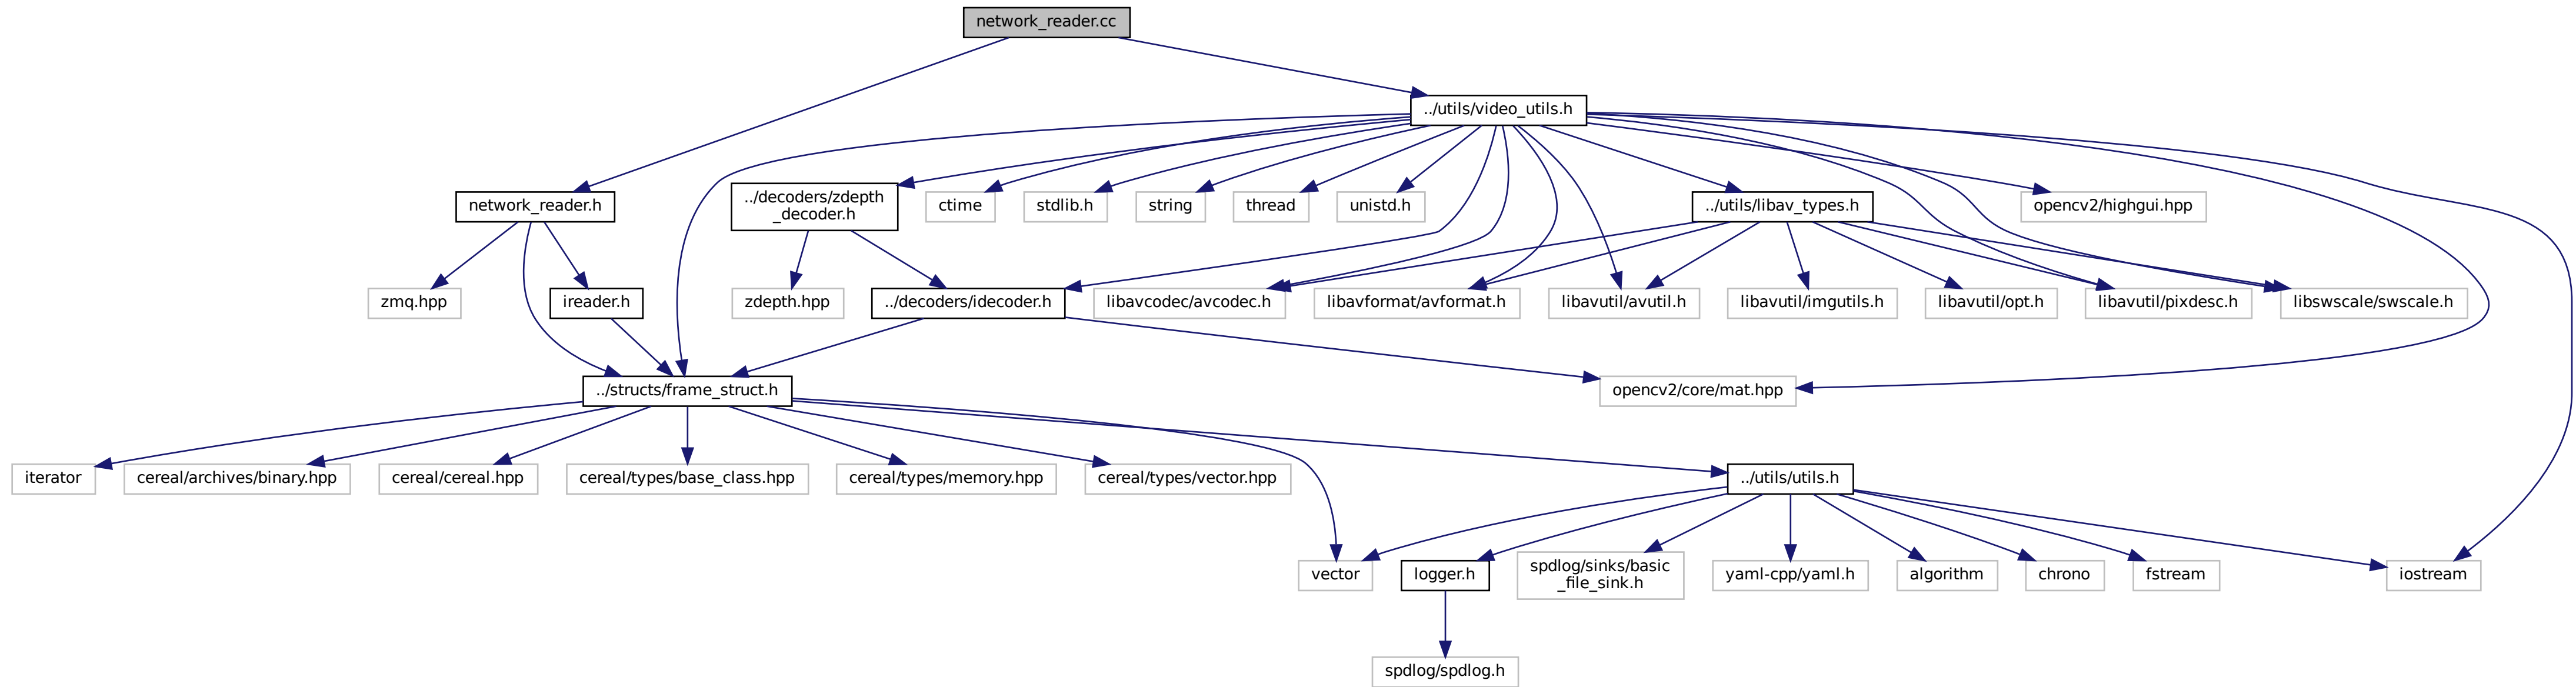 network_reader.cc
../utils/video_utils.h
network_reader.h
../decoders/zdepth
_decoder.h
ctime
stdlib.h
string
thread
unistd.h
../utils/libav_types.h
opencv2/highgui.hpp
zmq.hpp
ireader.h
zdepth.hpp
../decoders/idecoder.h
libavcodec/avcodec.h
libavformat/avformat.h
libavutil/avutil.h
libavutil/imgutils.h
libavutil/opt.h
libavutil/pixdesc.h
libswscale/swscale.h
../structs/frame_struct.h
opencv2/core/mat.hpp
iterator
cereal/archives/binary.hpp
cereal/cereal.hpp
cereal/types/base_class.hpp
cereal/types/memory.hpp
cereal/types/vector.hpp
../utils/utils.h
vector
logger.h
spdlog/sinks/basic
_file_sink.h
yaml-cpp/yaml.h
algorithm
chrono
fstream
iostream
spdlog/spdlog.h